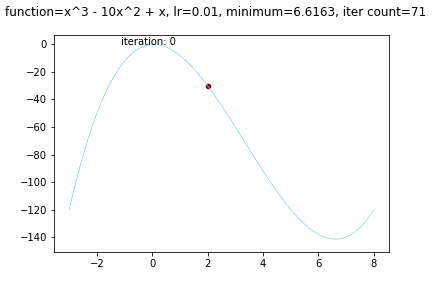 function=x^3 - 10x^2 + x, lr=0.01, minimum=6.6163, iter count=71
iteration: 0
0
−20
−40
−60
−80
−100
−120
−140
−2 0 2 4 6 8